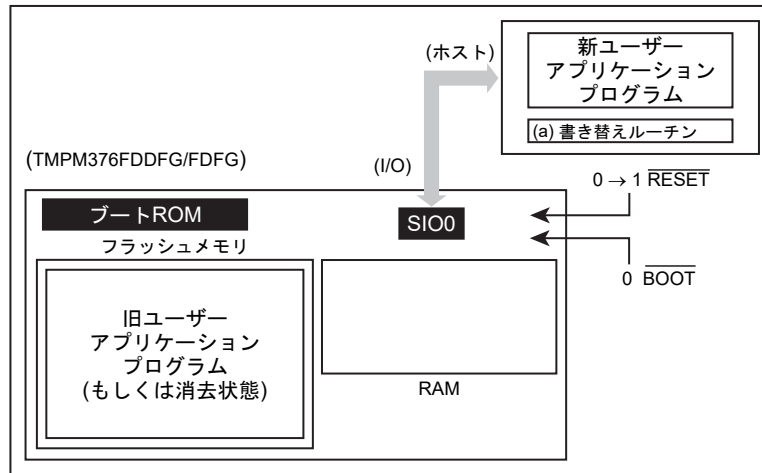 (ホスト)
新ユーザー
アプリケーション
プログラム
(a) 書き替えルーチン
(TMPM376FDDFG/FDFG)
(I/O)
0 → 1 RESET
ブートROM
SIO0
フラッシュメモリ
0 BOOT
旧ユーザー
アプリケーション
プログラム
(もしくは消去状態)
RAM